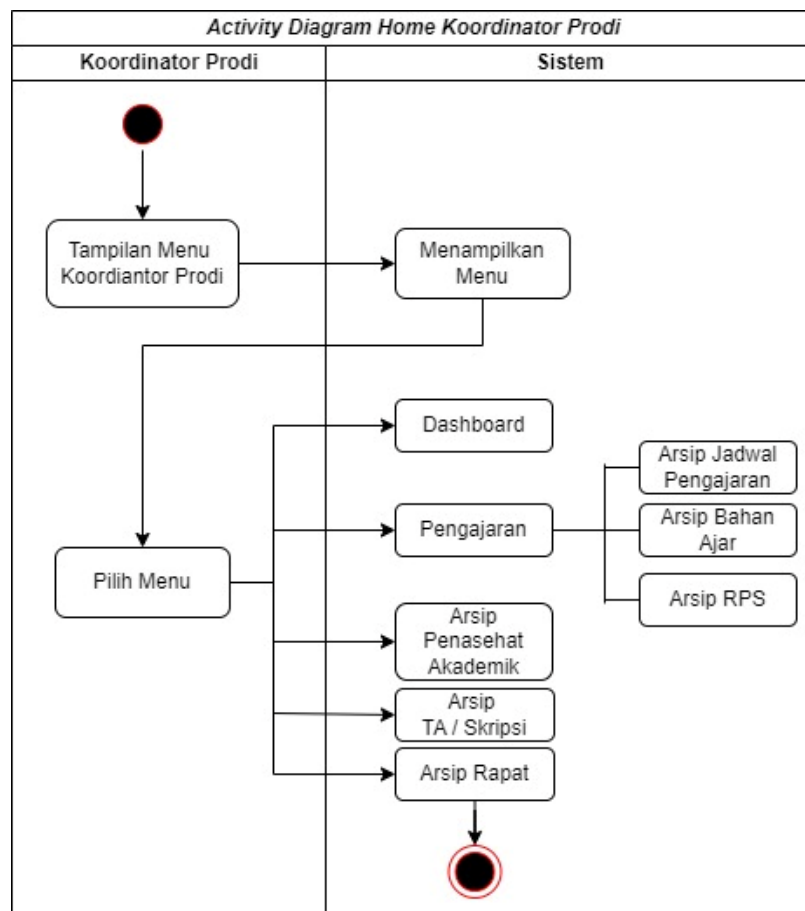 Activity Diagram Home Koordinator Prodi
Koordinator Prodi
Sistem
Tampilan Menu
Koordiantor Prodi
Menampilkan
Menu
Pilih Menu
Dashboard
Pengajaran
Arsip Jadwal
Pengajaran
Arsip Bahan
Ajar
Arsip RPS
Arsip
Penasehat
Akademik
Arsip
TA / Skripsi
Arsip Rapat